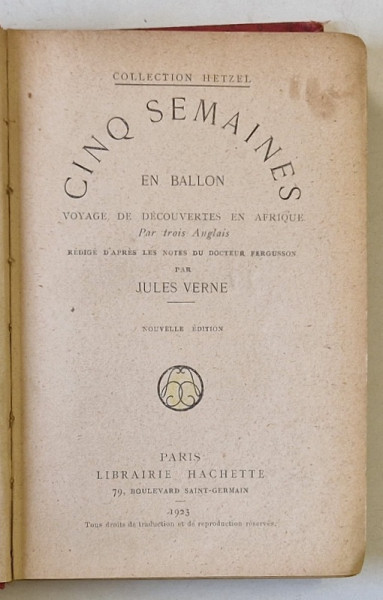 COLLECTION HETZEL
CINQ SEMAINES
EN BALLON
VOYAGE DE DÉCOUVERTES EN AFRIQUE
Par trois Anglais
RÉDIGÉ D'APRÈS LES NOTES DU DOCTEUR FERGUSSON
PAR
JULES VERNE
NOUVELLE ÉDITION
PARIS
LIBRAIRIE HACHETTE
79, BOULEVARD SAINT-GERMAIN
1923
Tous droits de traduction et de reproduction réservés.